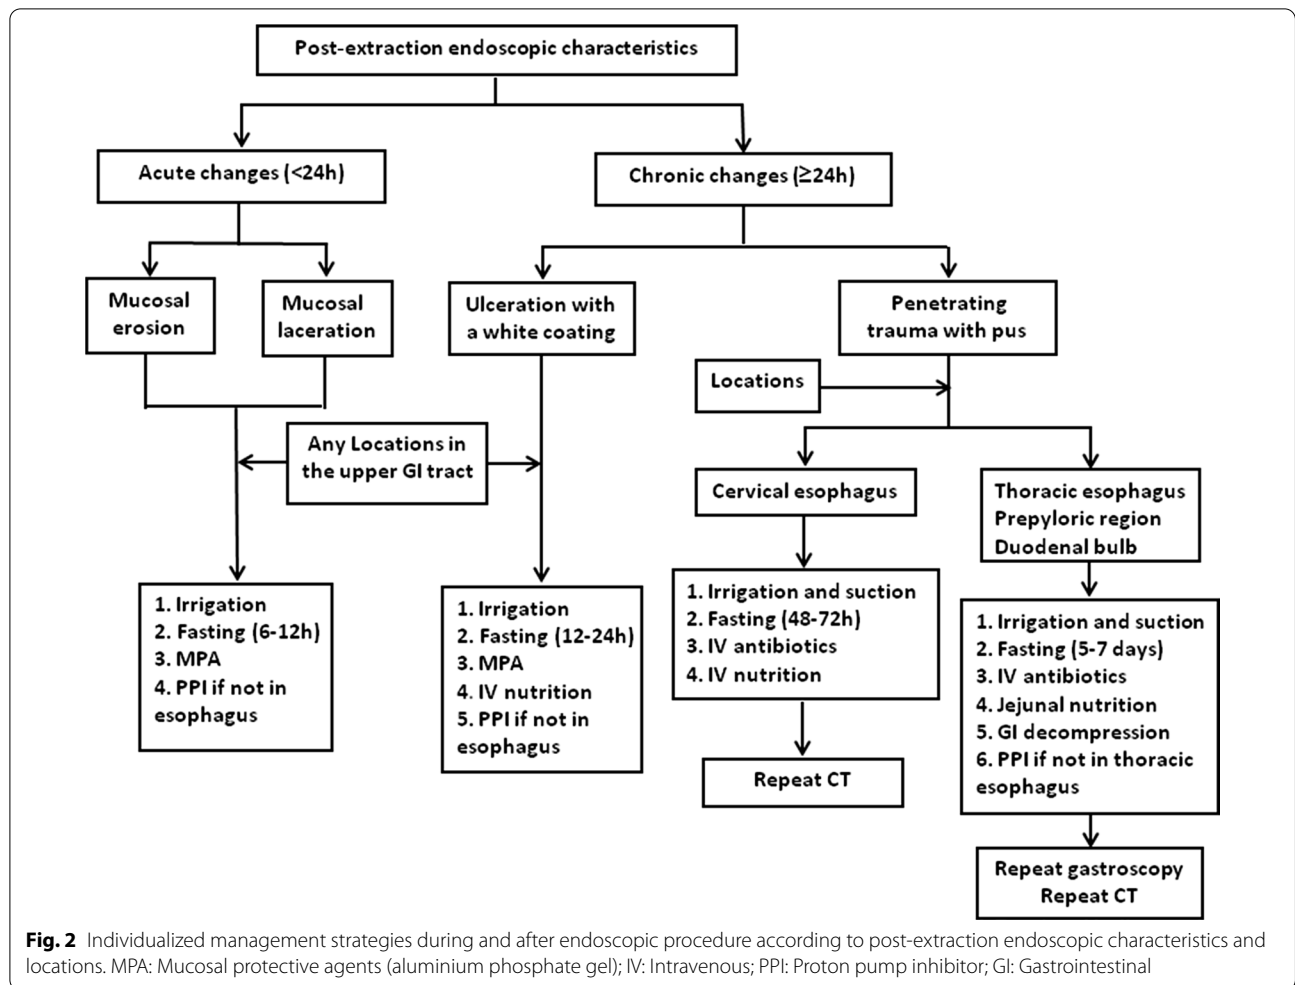 Post-extraction endoscopic characteristics
Acute changes (<24h)
Chronic changes (≥24h)
Mucosal
erosion
Mucosal
laceration
Ulceration with
a white coating
Penetrating
trauma with pus
Locations
Any Locations in
the upper GI tract
Cervical esophagus
Thoracic esophagus
Prepyloric region
Duodenal bulb
1. Irrigation
2. Fasting (6-12h)
3. MPA
4. PPI if not in
esophagus
1. Irrigation
2. Fasting (12-24h)
3. MPA
4. IV nutrition
5. PPI if not in
esophagus
1. Irrigation and suction
2. Fasting (48-72h)
3. IV antibiotics
4. IV nutrition
1. Irrigation and suction
2. Fasting (5-7 days)
3. IV antibiotics
4. Jejunal nutrition
5. GI decompression
6. PPI if not in thoracic
esophagus
Repeat CT
Repeat gastroscopy
Repeat CT
Fig. 2 Individualized management strategies during and after endoscopic procedure according to post-extraction endoscopic characteristics and
locations. MPA: Mucosal protective agents (aluminium phosphate gel); IV: Intravenous; PPI: Proton pump inhibitor; GI: Gastrointestinal